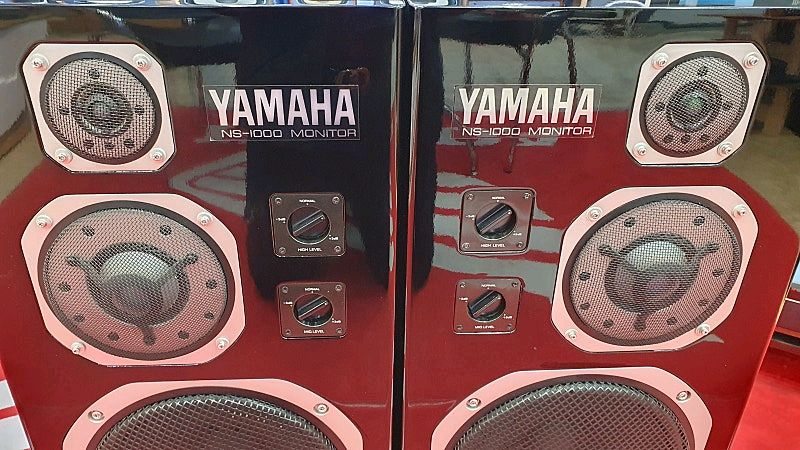 YAMAHA
NS-1000 MONITOR
YAMAHA
NS-1000 MONITOR
NORMAL
HIGH LEVEL
NORMAL
HIGH LEVEL
NORMAL
MID LEVEL
NORMAL
MID LEVEL